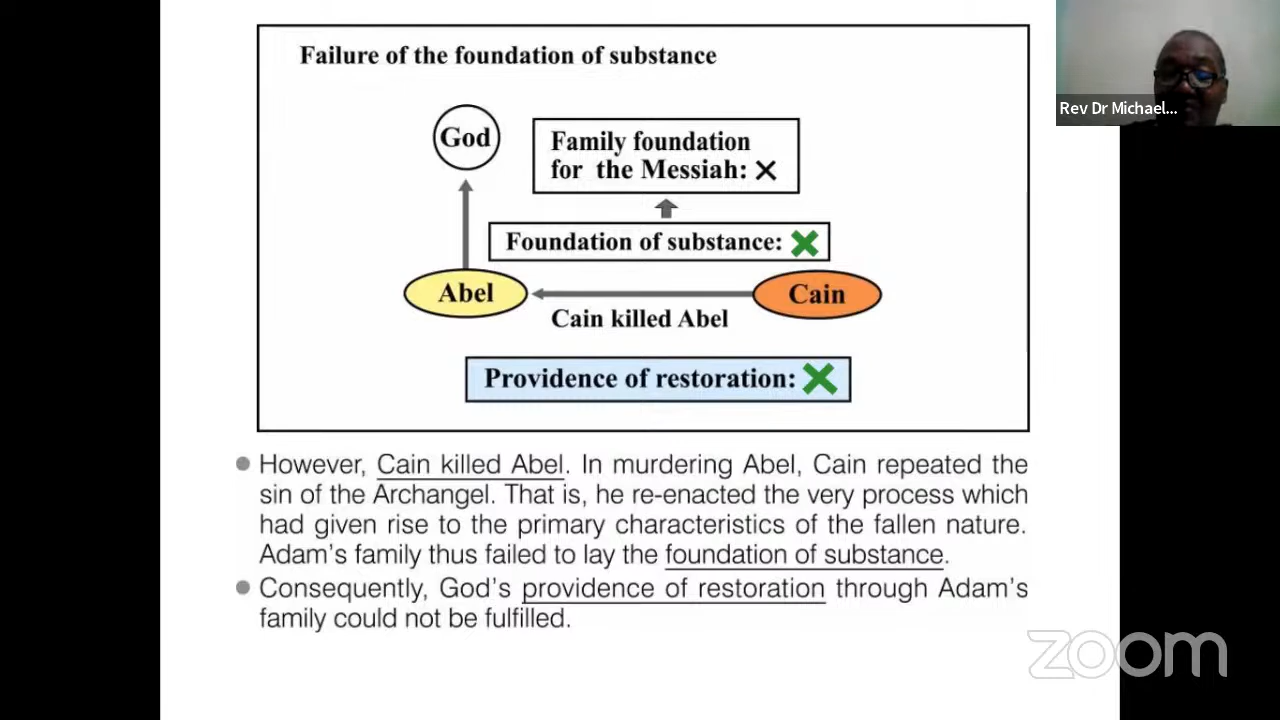 Failure of the foundation of substance
God
Family foundation
for the Messiah: ×
Foundation of substance: ×
Abel
Cain
Cain killed Abel
Providence of restoration: ×
However, Cain killed Abel. In murdering Abel, Cain repeated the
sin of the Archangel. That is, he re-enacted the very process which
had given rise to the primary characteristics of the fallen nature.
Adam's family thus failed to lay the foundation of substance.
Consequently, God's providence of restoration through Adam's
family could not be fulfilled.
Rev Dr Michael...
zoom